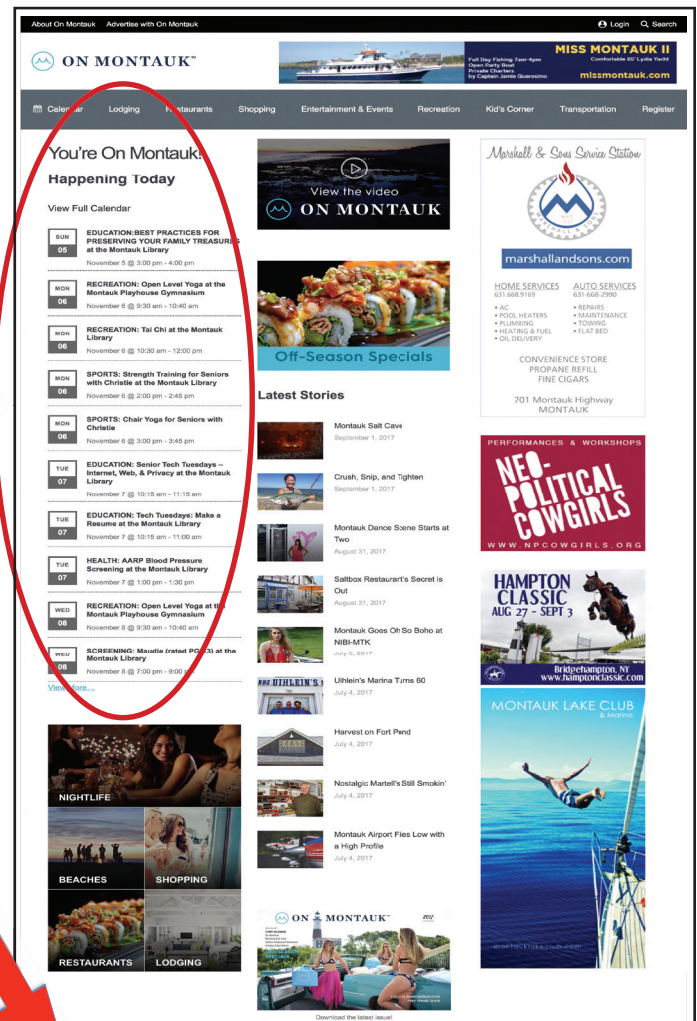 About On Montauk Advertise with On Montauk
Login Search
ON MONTAUK
Full Day Fishing 7am-4pm
Open Party Boat
Private Charters
by Captain Jamie Quaresimo
MISS MONTAUK II
Comfortable 85' Lydia Yacht
missmontauk.com
Calendar Lodging Restaurants Shopping Entertainment & Events Recreation Kid's Corner Transportation Register
You're On Montauk!
Happening Today
View Full Calendar
SUN
05
EDUCATION:BEST PRACTICES FOR
PRESERVING YOUR FAMILY TREASURES
at the Montauk Library
November 5 @ 3:00 pm - 4:00 pm
MON
06
RECREATION: Open Level Yoga at the
Montauk Playhouse Gymnasium
November 6 @ 9:30 am - 10:40 am
MON
06
RECREATION: Tai Chi at the Montauk
Library
November 6 @ 10:30 am - 12:00 pm
MON
06
SPORTS: Strength Training for Seniors
with Christie at the Montauk Library
November 6 @ 2:00 pm - 2:45 pm
MON
06
SPORTS: Chair Yoga for Seniors with
Christie
November 6 @ 3:00 pm - 3:45 pm
TUE
07
EDUCATION: Senior Tech Tuesdays –
Internet, Web, & Privacy at the Montauk
Library
November 7 @ 10:15 am - 11:15 am
TUE
07
EDUCATION: Tech Tuesdays: Make a
Resume at the Montauk Library
November 7 @ 10:15 am - 11:00 am
TUE
07
HEALTH: AARP Blood Pressure
Screening at the Montauk Library
November 7 @ 1:00 pm - 1:30 pm
WED
08
RECREATION: Open Level Yoga at the
Montauk Playhouse Gymnasium
November 8 @ 9:30 am - 10:40 am
WED
08
SCREENING: Maudie (rated PG-13) at the
Montauk Library
November 8 @ 7:00 pm - 9:00 pm
View More...
NIGHTLIFE
BEACHES
SHOPPING
RESTAURANTS
LODGING
View the video
ON MONTAUK
Off-Season Specials
Latest Stories
Montauk Salt Cave
September 1, 2017
Crush, Snip, and Tighten
September 1, 2017
Montauk Dance Scene Starts at
Two
August 31, 2017
Saltbox Restaurant's Secret is
Out
August 31, 2017
Montauk Goes Oh So Boho at
NIBI-MTK
July 9, 2017
UIHLEIN'S
Uihlein's Marina Turns 60
July 4, 2017
Harvest on Fort Pond
July 4, 2017
Nostalgic Martell's Still Smokin'
July 4, 2017
Montauk Airport Flies Low with
a High Profile
July 4, 2017
ON MONTAUK
2017
Download the latest issue!
Marshall & Sons Service Station
MARSHALL & SONS
marshallandsons.com
HOME SERVICES
631.668.9169
• AC
• POOL HEATERS
• PLUMBING
• HEATING & FUEL
• OIL DELIVERY
AUTO SERVICES
631-668-2990
• REPAIRS
• MAINTENANCE
• TOWING
• FLAT BED
CONVENIENCE STORE
PROPANE REFILL
FINE CIGARS
701 Montauk Highway
MONTAUK
PERFORMANCES & WORKSHOPS
NEO-
POLITICAL
COWGIRLS
WWW.NPCOWGIRLS.ORG
HAMPTON
CLASSIC
AUG 27 - SEPT 3
Bridgehampton, NY
www.hamptonclassic.com
MONTAUK LAKE CLUB
& Marina
montauklakeclub.com